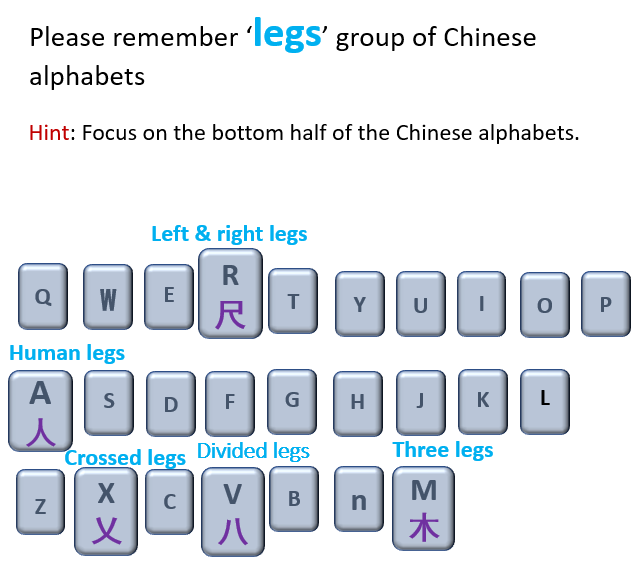 Please remember ‘legs’ group of Chinese
alphabets
Hint: Focus on the bottom half of the Chinese alphabets.
Left & right legs
Q W E R T Y U I O P
尺
Human legs
A S D F G H J K L
人
Crossed legs Divided legs Three legs
Z X C V B n M
乂 八 木